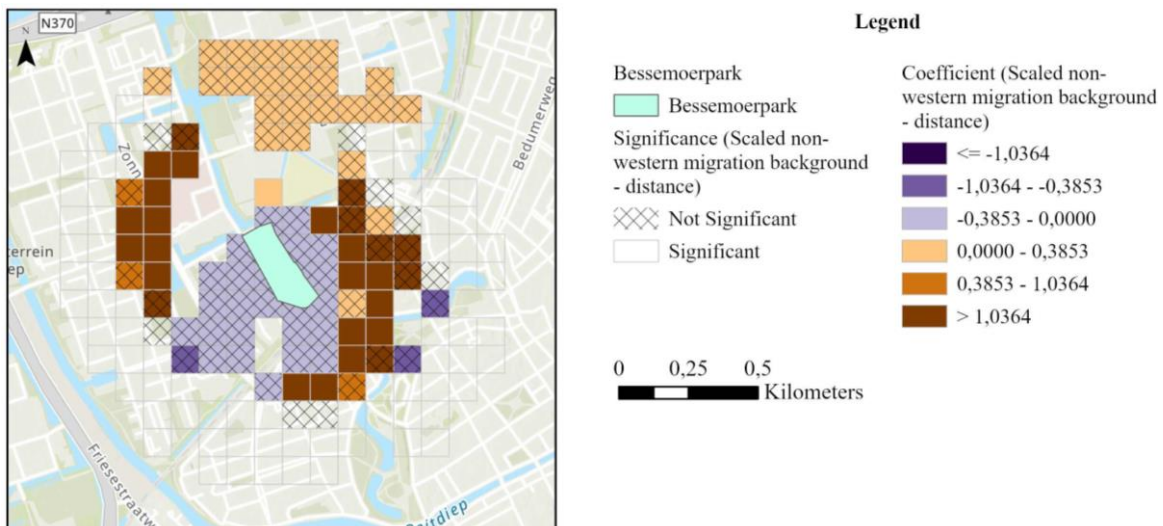 N370
N
Zonn
Bedumerweg
terrein
ep
Friesestraatw
Reitdiep
Legend
Bessemoerpark
Bessemoerpark
Significance (Scaled non-
western migration background
- distance)
Not Significant
Significant
Coefficient (Scaled non-
western migration background
- distance)
<= -1,0364
-1,0364 - -0,3853
-0,3853 - 0,0000
0,0000 - 0,3853
0,3853 - 1,0364
> 1,0364
0 0,25 0,5
Kilometers